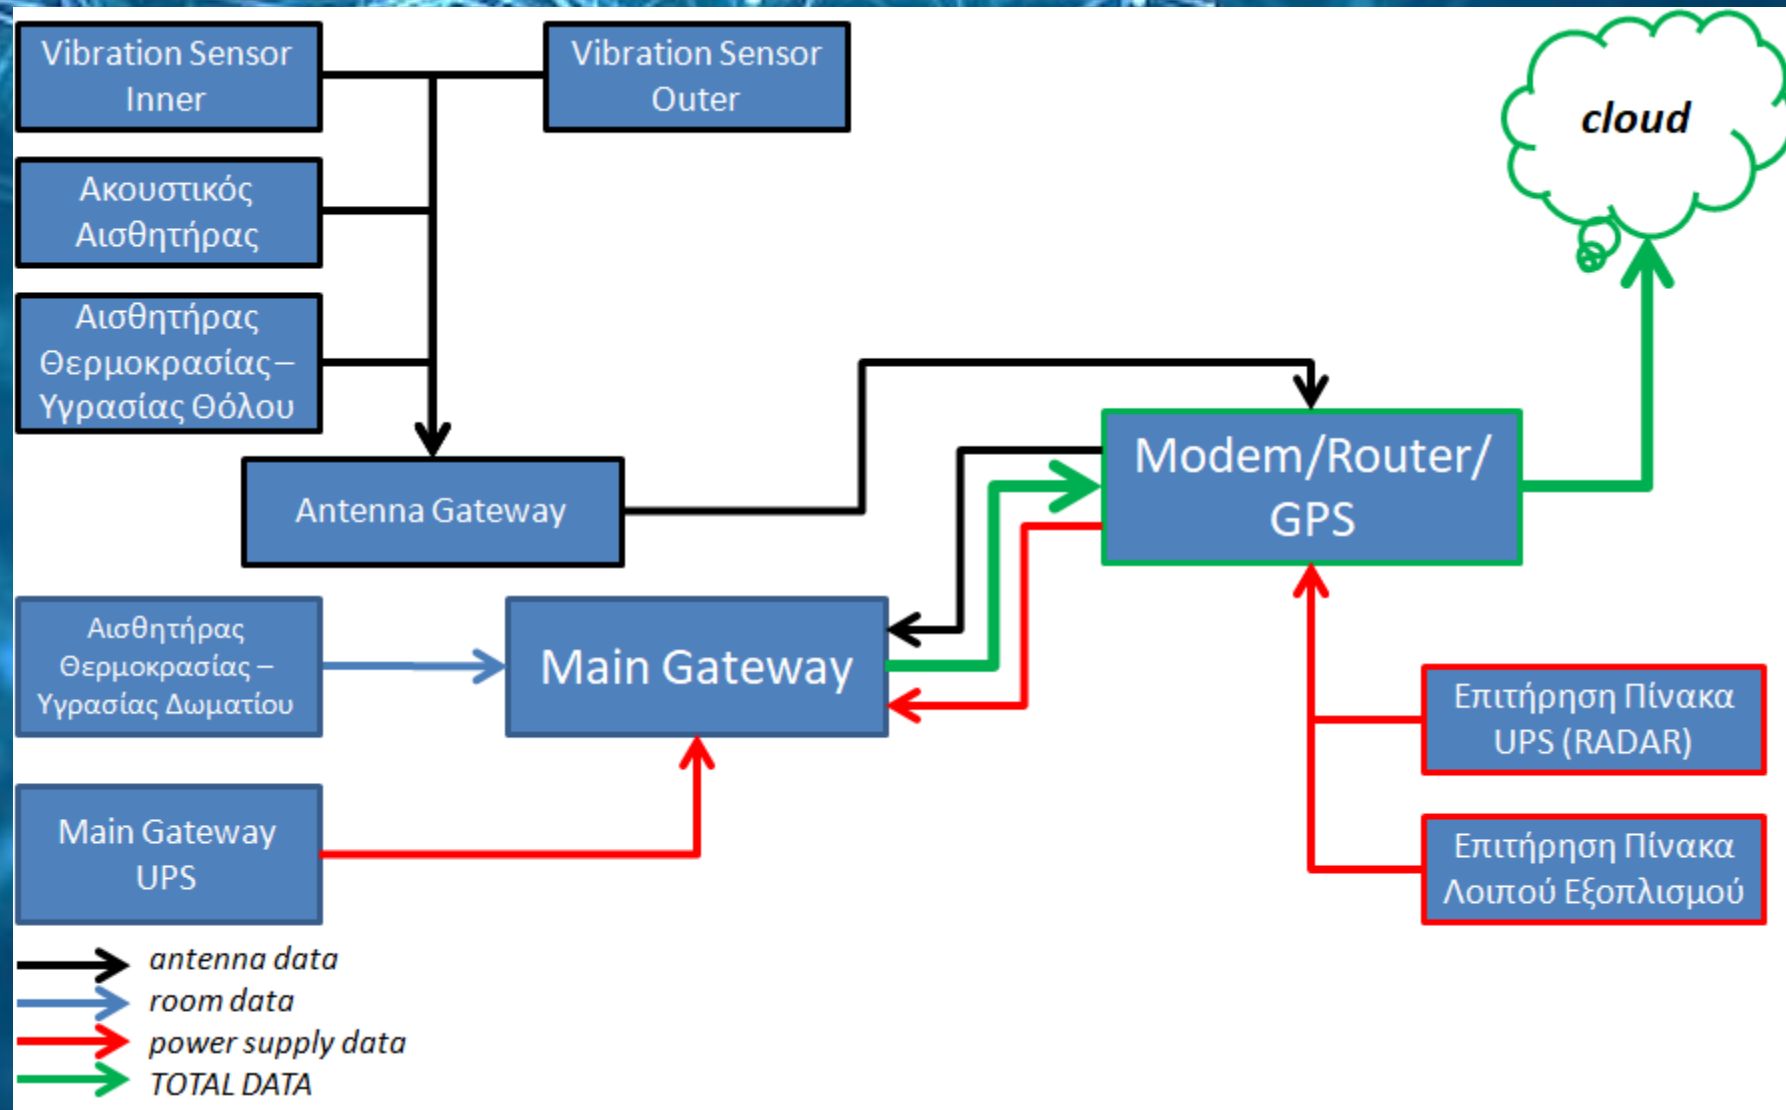 Vibration Sensor
Inner
Vibration Sensor
Outer
cloud
Ακουστικός
Αισθητήρας
Αισθητήρας
Θερμοκρασίας –
Υγρασίας Θόλου
Antenna Gateway
Modem/Router/
GPS
Αισθητήρας
Θερμοκρασίας –
Υγρασίας Δωματίου
Main Gateway
Επιτήρηση Πίνακα
UPS (RADAR)
Main Gateway
UPS
Επιτήρηση Πίνακα
Λοιπού Εξοπλισμού
antenna data
room data
power supply data
TOTAL DATA